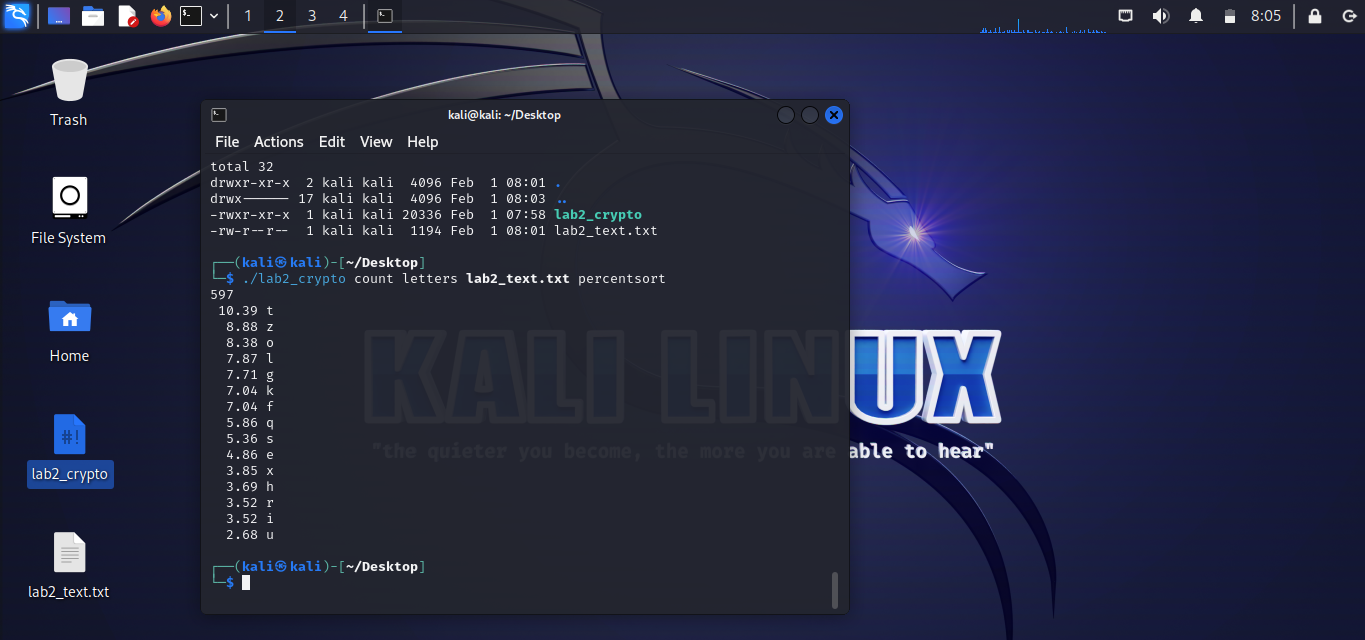 1 2 3 4 8:05
Trash
File System
Home
#!
lab2_crypto
lab2_text.txt
kali@kali: ~/Desktop
File Actions Edit View Help
total 32
drwxr-xr-x  2 kali kali  4096 Feb  1 08:01 .
drwx------ 17 kali kali  4096 Feb  1 08:03 ..
-rwxr-xr-x  1 kali kali 20336 Feb  1 07:58 lab2_crypto
-rw-r--r--  1 kali kali  1194 Feb  1 08:01 lab2_text.txt
┌──(kali㉿kali)-[~/Desktop]
└─$ ./lab2_crypto count letters lab2_text.txt percentsort
597
10.39 t
8.88 z
8.38 o
7.87 l
7.71 g
7.04 k
7.04 f
5.86 q
5.36 s
4.86 e
3.85 x
3.69 h
3.52 r
3.52 i
2.68 u
┌──(kali㉿kali)-[~/Desktop]
└─$
KALI LINUX
"the quieter you become, the more you are able to hear"